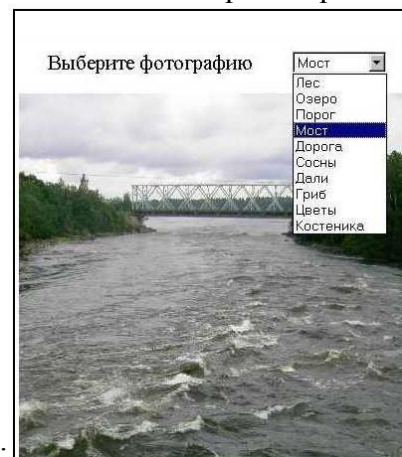 Выберите фотографию
Мост
Лес
Озеро
Порог
Мост
Дорога
Сосны
Дали
Гриб
Цветы
Костеника